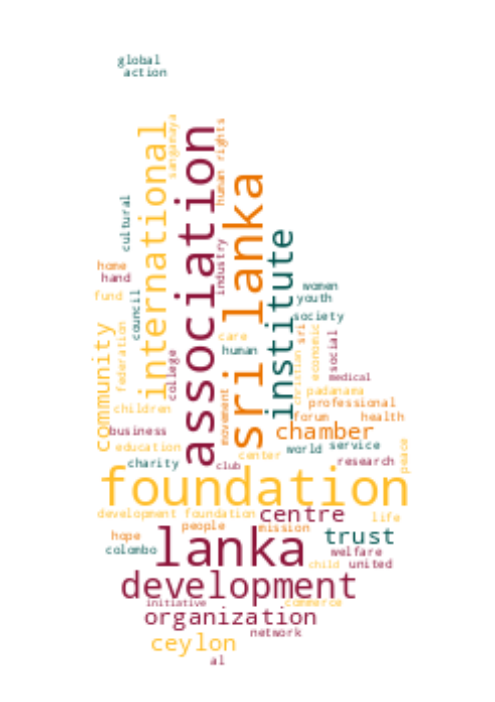 global
action
sangamaya
international
association
human rights
sri lanka
cultural
institute
industry
home
hand
women
fund
youth
council
society
community
federation
college
care
human
christian
sri
economic
social
medical
movement
padanama
children
professional
forum
health
business
chamber
education
center
world
service
peace
charity
club
research
foundation
development foundation
centre
life
people
mission
hope
lanka
trust
colombo
welfare
child
united
development
initiative
commerce
organization
network
ceylon
al